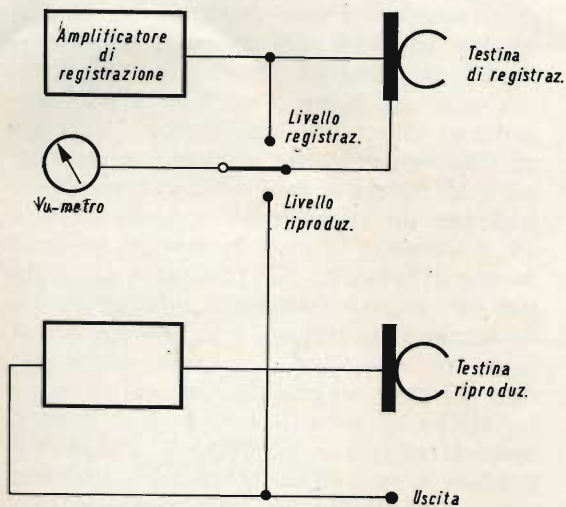 Amplificatore
di
registrazione
Testina
di registraz.
Livello
registraz.
Vu-metro
Livello
riproduz.
Testina
riproduz.
Uscita